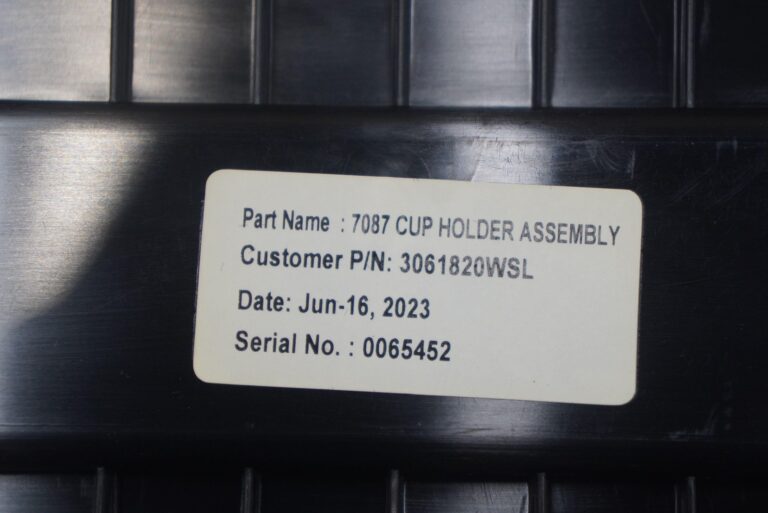 Part Name : 7087 CUP HOLDER ASSEMBLY
Customer P/N: 3061820WSL
Date: Jun-16, 2023
Serial No. : 0065452